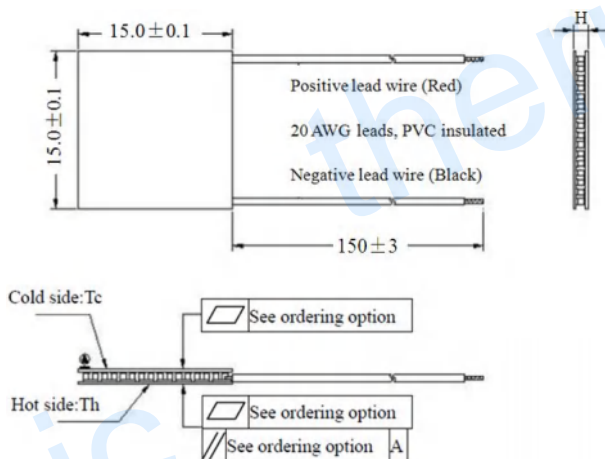 15.0±0.1
H
15.0±0.1
Positive lead wire (Red)
20 AWG leads, PVC insulated
Negative lead wire (Black)
150±3
Cold side:Tc
See ordering option
A
Hot side:Th
See ordering option
See ordering option A